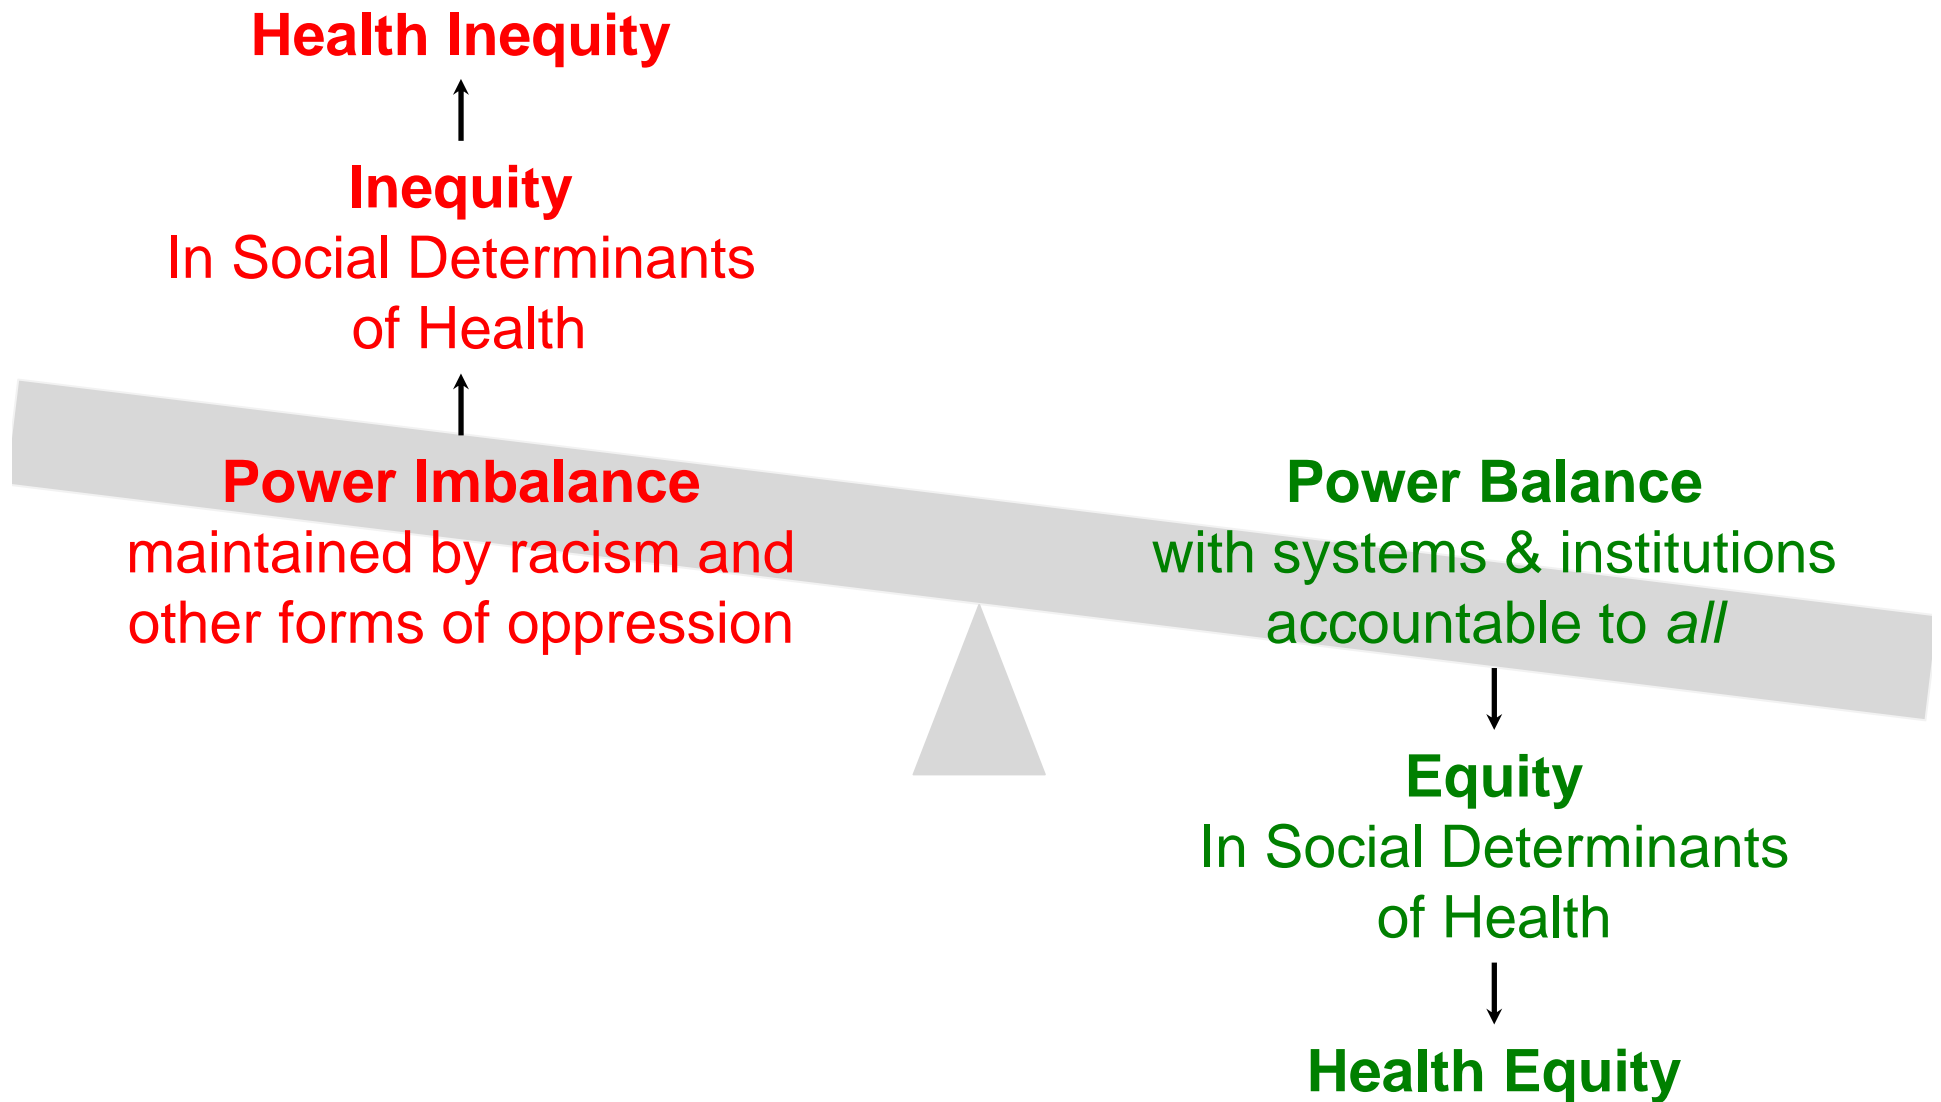 Health Inequity
Inequity
In Social Determinants
of Health
Power Imbalance
maintained by racism and
other forms of oppression
Power Balance
with systems & institutions
accountable to all
Equity
In Social Determinants
of Health
Health Equity